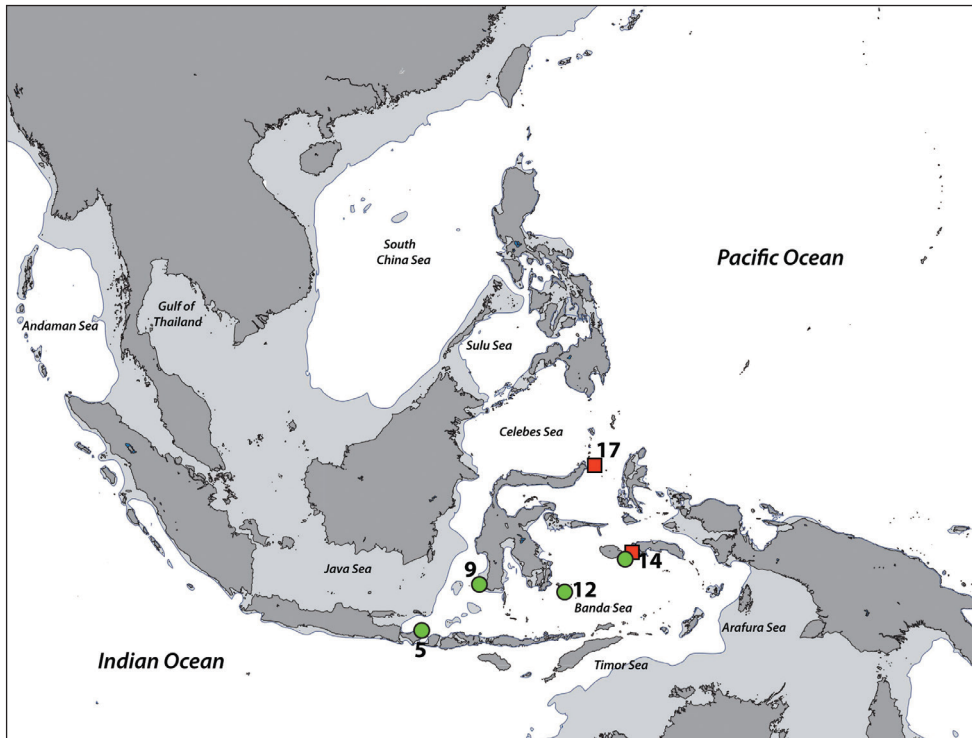 South
China Sea
Pacific Ocean
Gulf of
Thailand
Andaman Sea
Sulu Sea
Celebes Sea
17
14
Java Sea
9
12
Banda Sea
Arafura Sea
5
Indian Ocean
Timor Sea